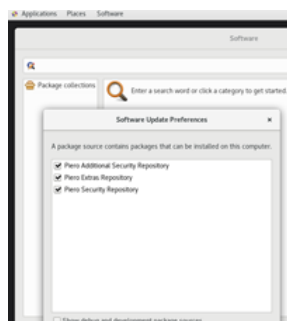 Applications Places Software
Software
Package collections
Enter a search word or click a category to get started.
Software Update Preferences ×
A package source contains packages that can be installed on this computer.
Piero Additional Security Repository
Piero Extras Repository
Piero Security Repository
Show debug and development package sources